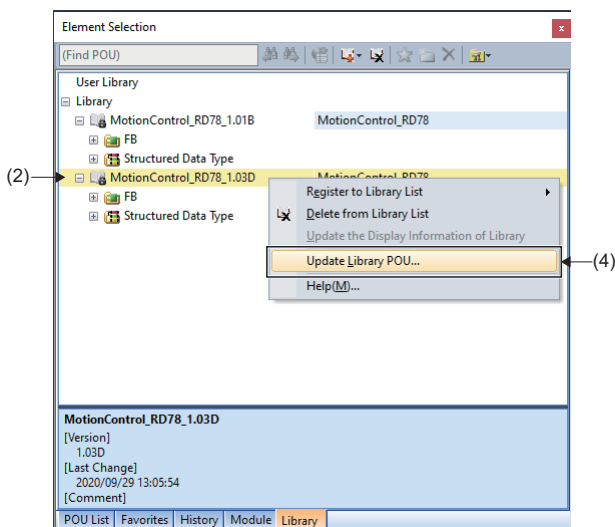 Element Selection
(Find POU)
User Library
Library
MotionControl_RD78_1.01B MotionControl_RD78
FB
Structured Data Type
(2) MotionControl_RD78_1.03D MotionControl_RD78
FB
Structured Data Type
Register to Library List
Delete from Library List
Update the Display Information of Library
Update Library POU... (4)
Help(M)...
MotionControl_RD78_1.03D
[Version]
1.03D
[Last Change]
2020/09/29 13:05:54
[Comment]
POU List Favorites History Module Library